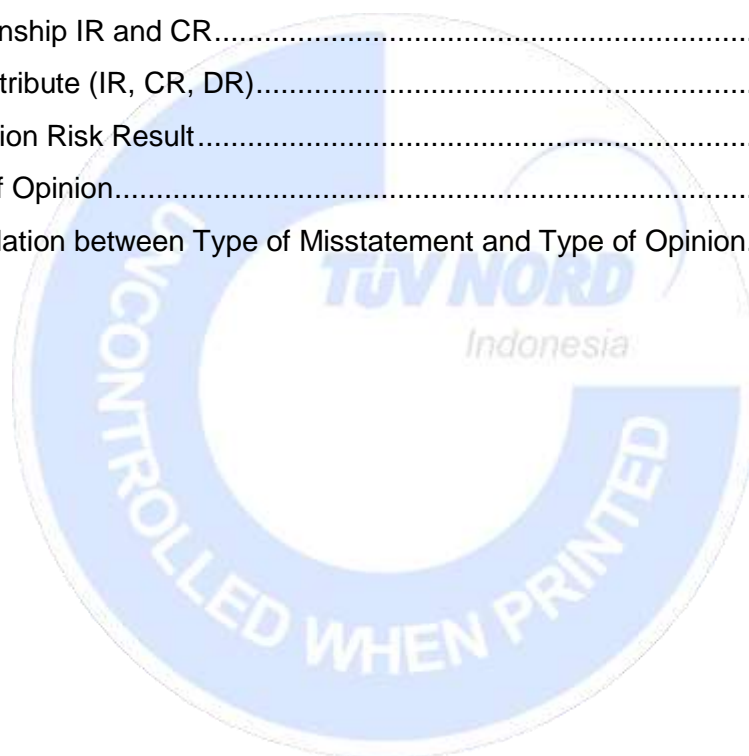 nship IR and CR....................................................................
tribute (IR, CR, DR)..............................................................
ion Risk Result......................................................................
f Opinion................................................................................
lation between Type of Misstatement and Type of Opinion.
TÜV NORD
Indonesia
UNCONTROLLED WHEN PRINTED